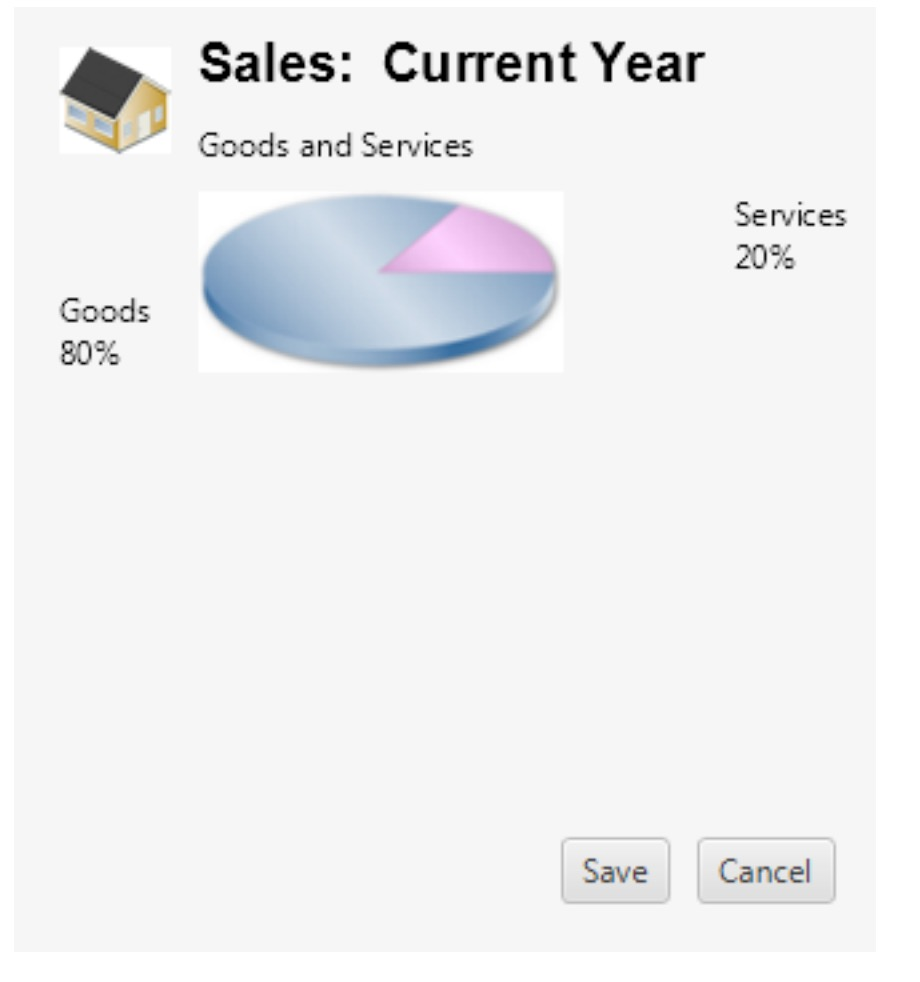 Sales: Current Year
Goods and Services
Services
20%
Goods
80%
Save
Cancel